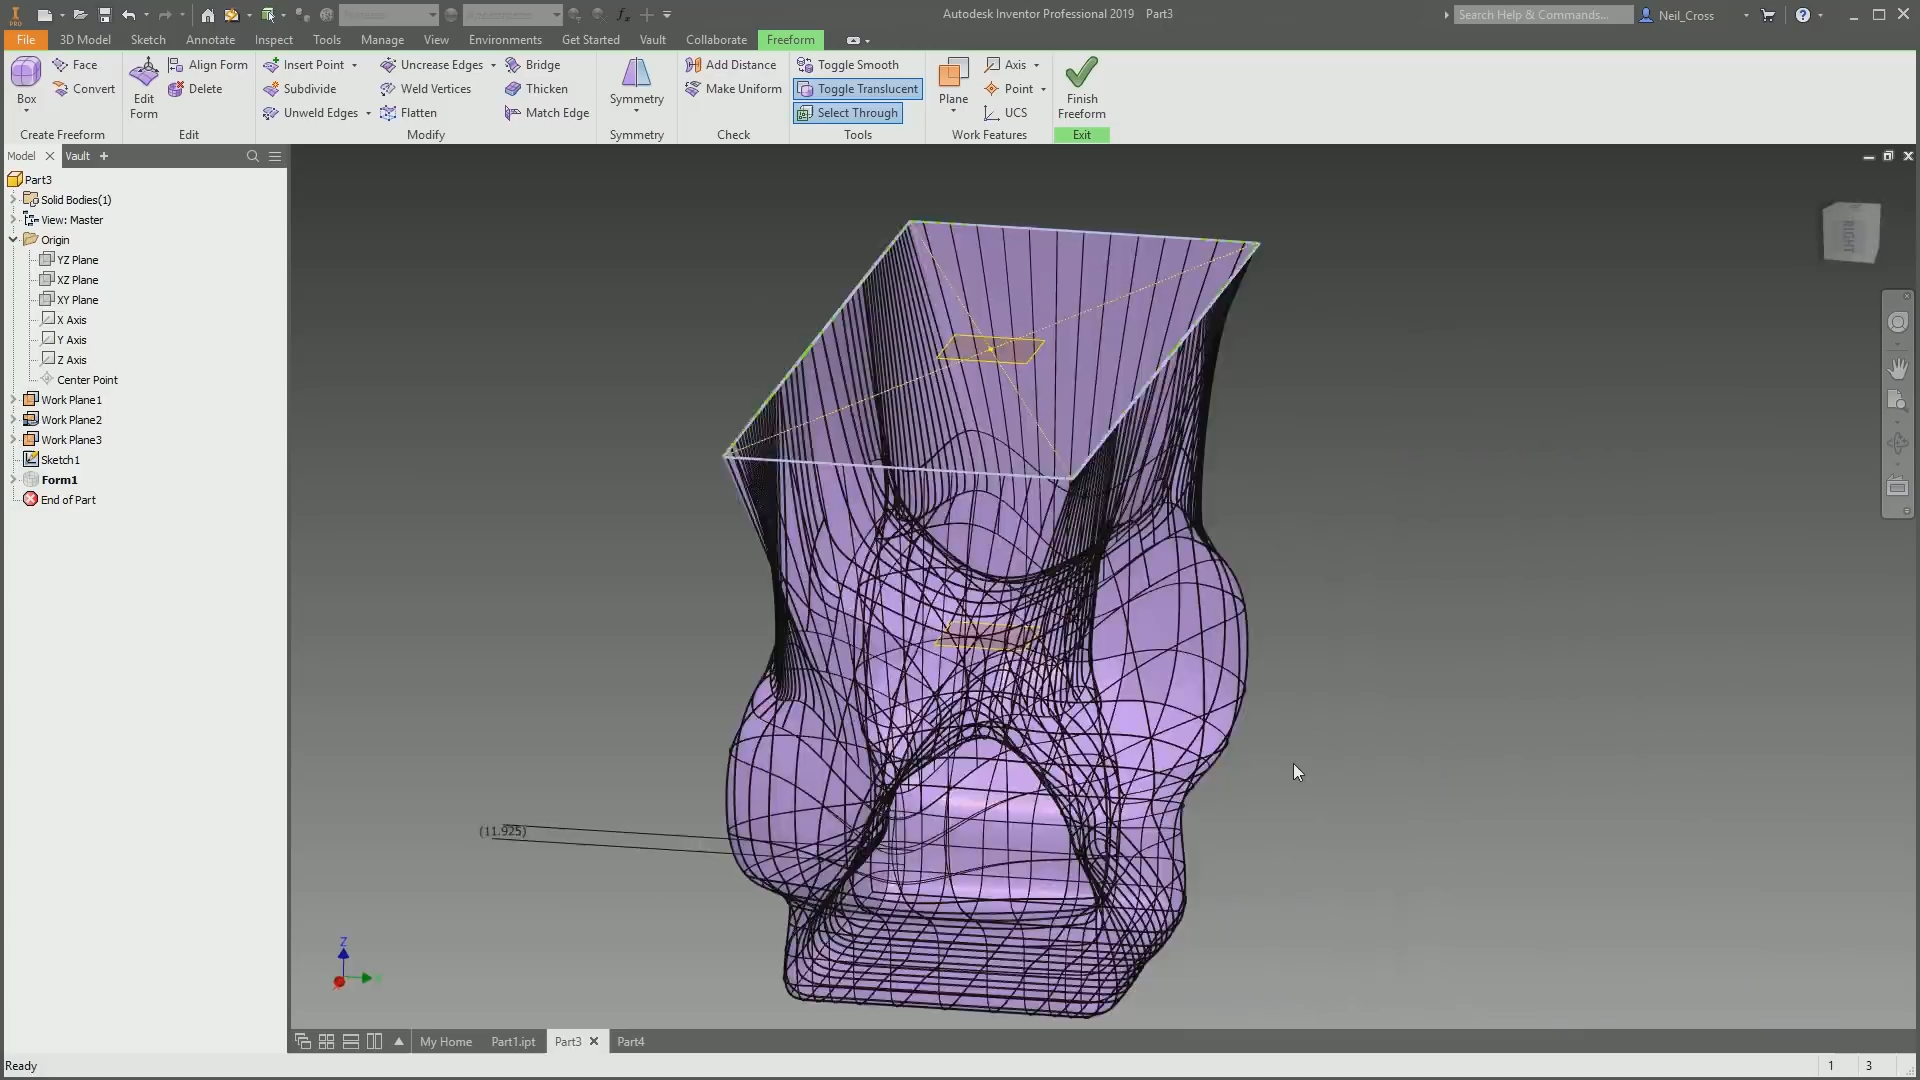 PRO
fx
Autodesk Inventor Professional 2019 Part3
Search Help & Commands...
Neil_Cross
File 3D Model Sketch Annotate Inspect Tools Manage View Environments Get Started Vault Collaborate Freeform
Box
Face
Convert
Create Freeform
Edit
Form
Align Form
Delete
Edit
Insert Point
Subdivide
Unweld Edges
Uncrease Edges
Weld Vertices
Flatten
Bridge
Thicken
Match Edge
Modify
Symmetry
Symmetry
Add Distance
Make Uniform
Check
Toggle Smooth
Toggle Translucent
Select Through
Tools
Plane
Axis
Point
UCS
Work Features
Finish
Freeform
Exit
Model Vault
Part3
Solid Bodies(1)
View: Master
Origin
YZ Plane
XZ Plane
XY Plane
X Axis
Y Axis
Z Axis
Center Point
Work Plane1
Work Plane2
Work Plane3
Sketch1
Form1
End of Part
RIGHT
(11.925)
Z
My Home Part1.ipt Part3 Part4
Ready
1 3